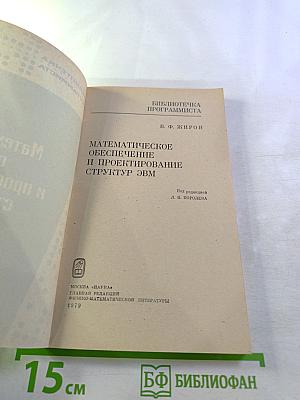 БИБЛИОТЕЧКА
ПРОГРАММИСТА
В. Ф. ЖИРОВ
МАТЕМАТИЧЕСКОЕ
ОБЕСПЕЧЕНИЕ
И ПРОЕКТИРОВАНИЕ
СТРУКТУР ЭВМ
Под редакцией
МОСКВА «НАУКА»
ГЛАВНАЯ РЕДАКЦИЯ
ФИЗИКО-МАТЕМАТИЧЕСКОЙ ЛИТЕРАТУРЫ
1979
15 см
БФ БИБЛИОФАН